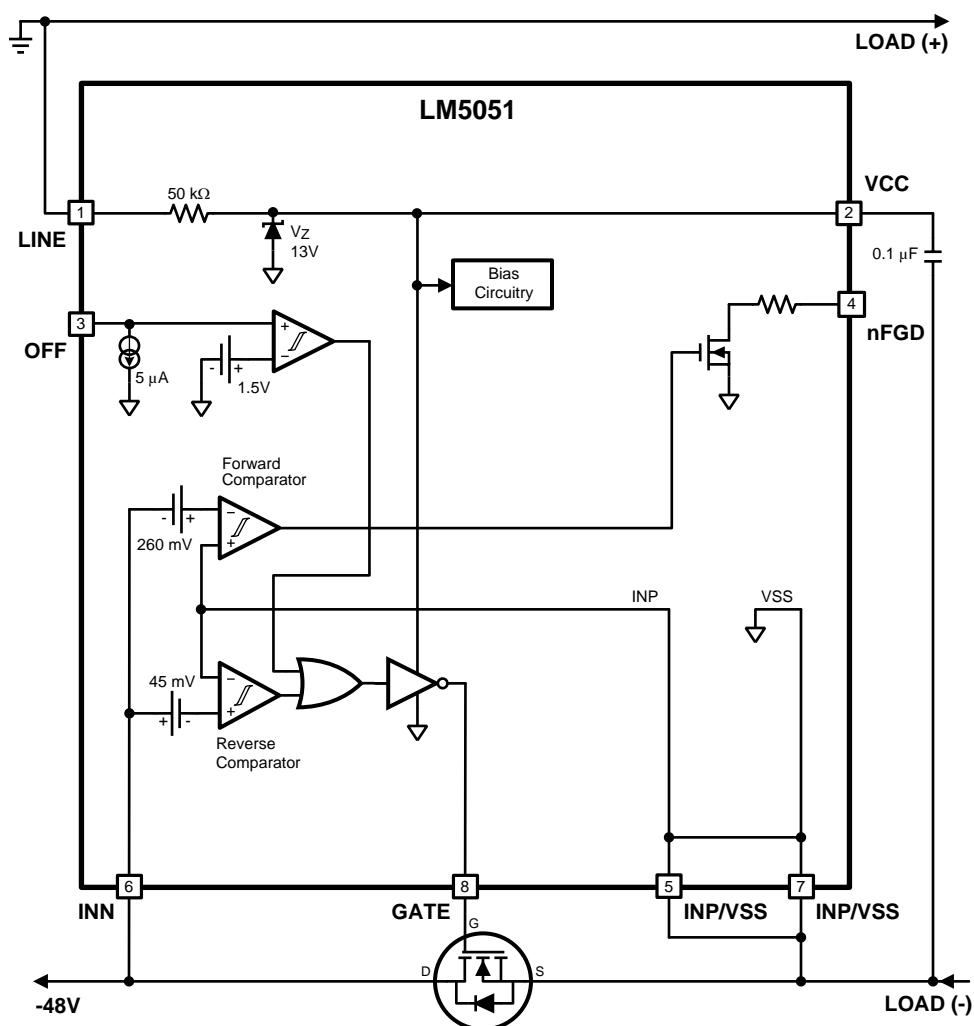 LOAD (+)
LM5051
VCC
50 kΩ
1
2
LINE
VZ
13V
0.1 μF
Bias
Circuitry
3
+
4
OFF
nFGD
−
- +
5 μA
1.5V
Forward
Comparator
−
- +
+
260 mV
INP
VSS
45 mV
−
+ -
+
Reverse
Comparator
6
8
5
7
INN
GATE
INP/VSS
INP/VSS
G
D
S
-48V
LOAD (-)